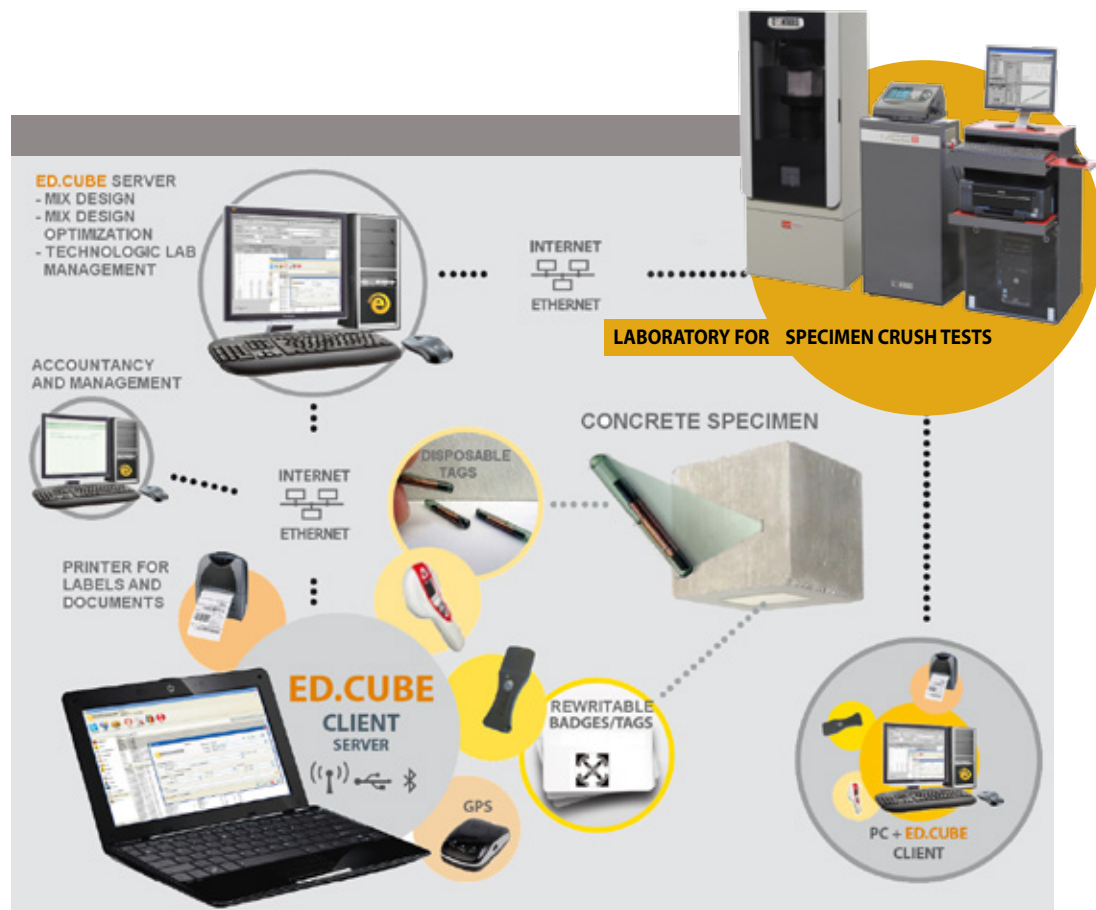 ED.CUBE SERVER
- MIX DESIGN
- MIX DESIGN
OPTIMIZATION
- TECHNOLOGIC LAB
MANAGEMENT
INTERNET
ETHERNET
LABORATORY FOR SPECIMEN CRUSH TESTS
ACCOUNTANCY
AND MANAGEMENT
CONCRETE SPECIMEN
DISPOSABLE
TAGS
INTERNET
ETHERNET
PRINTER FOR
LABELS AND
DOCUMENTS
ED.CUBE
CLIENT
SERVER
REWRITABLE
BADGES/TAGS
GPS
PC + ED.CUBE
CLIENT